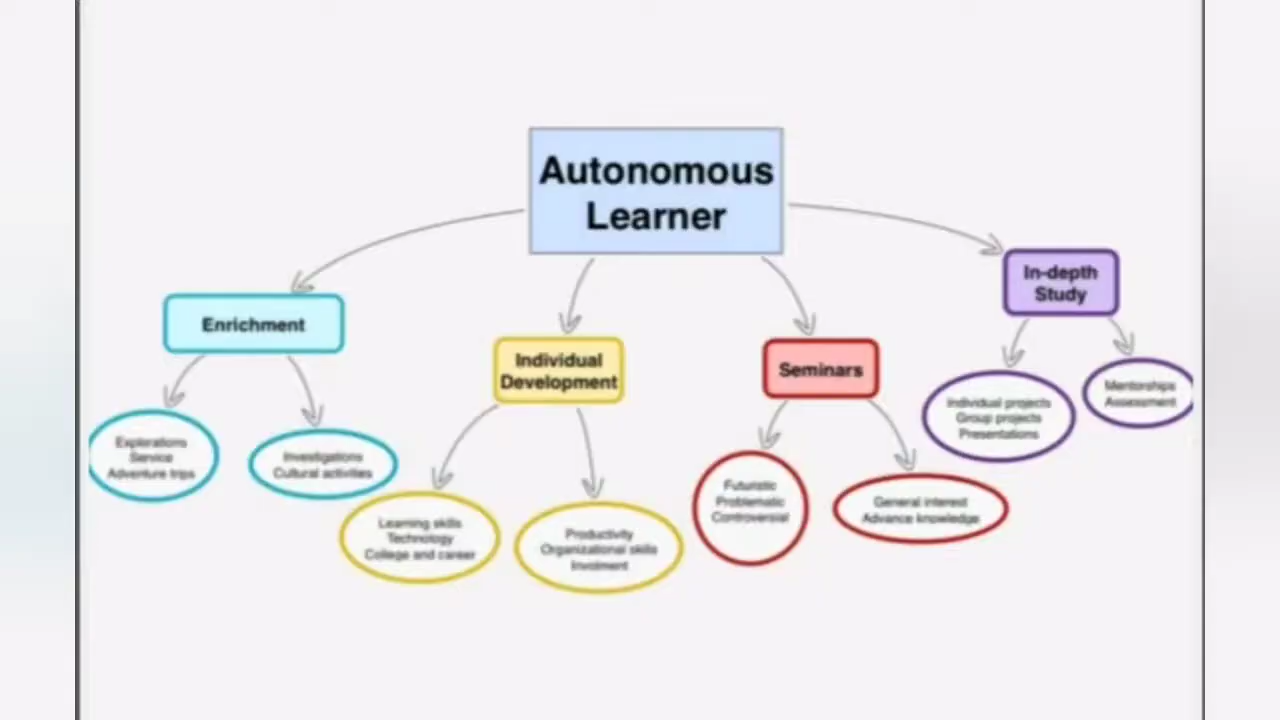 Autonomous
Learner
Enrichment
Explorations
Service
Adventure trips
Investigations
Cultural activities
Individual
Development
Learning skills
Technology
College and career
Productivity
Organizational skills
Involment
Seminars
Futuristic
Problematic
Controversial
General interest
Advance knowledge
In-depth
Study
Individual projects
Group projects
Presentations
Mentorships
Assessment